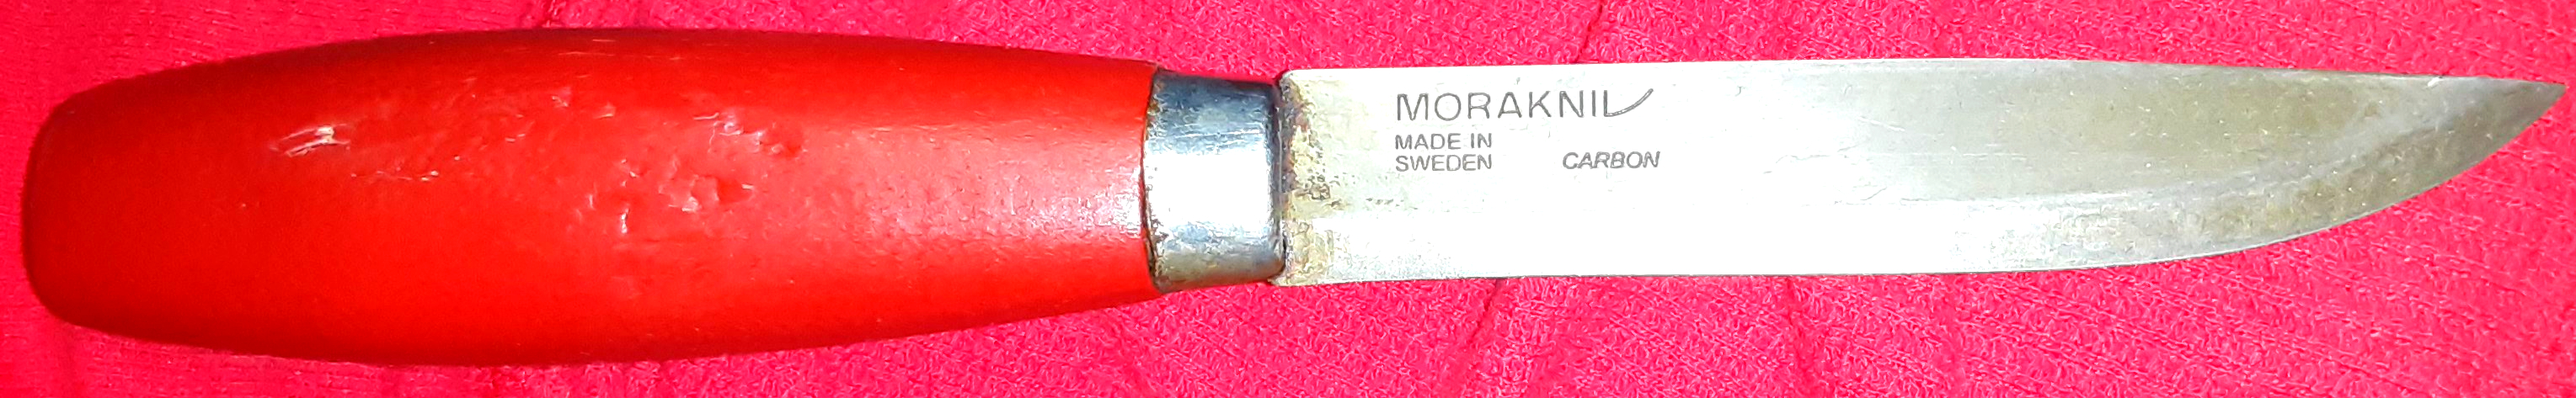 MORAKNIV
MADE IN
SWEDEN CARBON